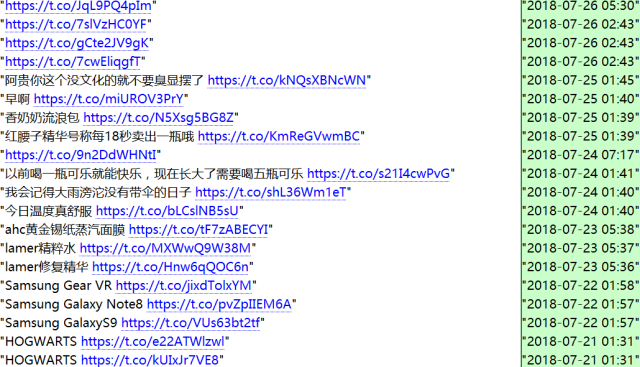 "https://t.co/JqL9PQ4pIm" "2018-07-26 05:30"
"https://t.co/7slVzHC0YF" "2018-07-26 02:43"
"https://t.co/gCte2JV9gK" "2018-07-26 02:43"
"https://t.co/7cwEliqgfT" "2018-07-26 02:43"
"阿贵你这个没文化的就不要臭显摆了 https://t.co/kNQsXBNcWN" "2018-07-25 01:45"
"早啊 https://t.co/miUROV3PrY" "2018-07-25 01:40"
"香奶奶流浪包 https://t.co/N5Xsg5BG8Z" "2018-07-25 01:39"
"红腰子精华号称每18秒卖出一瓶哦 https://t.co/KmReGVwmBC" "2018-07-25 01:39"
"https://t.co/9n2DdWHNtI" "2018-07-24 07:17"
"以前喝一瓶可乐就能快乐，现在长大了需要喝五瓶可乐 https://t.co/s21I4cwPvG" "2018-07-24 01:41"
"我会记得大雨滂沱没有带伞的日子 https://t.co/shL36Wm1eT" "2018-07-24 01:40"
"今日温度真舒服 https://t.co/bLCslNB5sU" "2018-07-24 01:40"
"ahc黄金锡纸蒸汽面膜 https://t.co/tF7zABECYI" "2018-07-23 05:38"
"lamer精粹水 https://t.co/MXWwQ9W38M" "2018-07-23 05:37"
"lamer修复精华 https://t.co/Hnw6qQOC6n" "2018-07-23 05:36"
"Samsung Gear VR https://t.co/jixdTolxYM" "2018-07-22 01:58"
"Samsung Galaxy Note8 https://t.co/pvZpIIEM6A" "2018-07-22 01:57"
"Samsung GalaxyS9 https://t.co/VUs63bt2tf" "2018-07-22 01:57"
"HOGWARTS https://t.co/e22ATWlzwl" "2018-07-21 01:31"
"HOGWARTS https://t.co/kUIxJr7VE8" "2018-07-21 01:31"